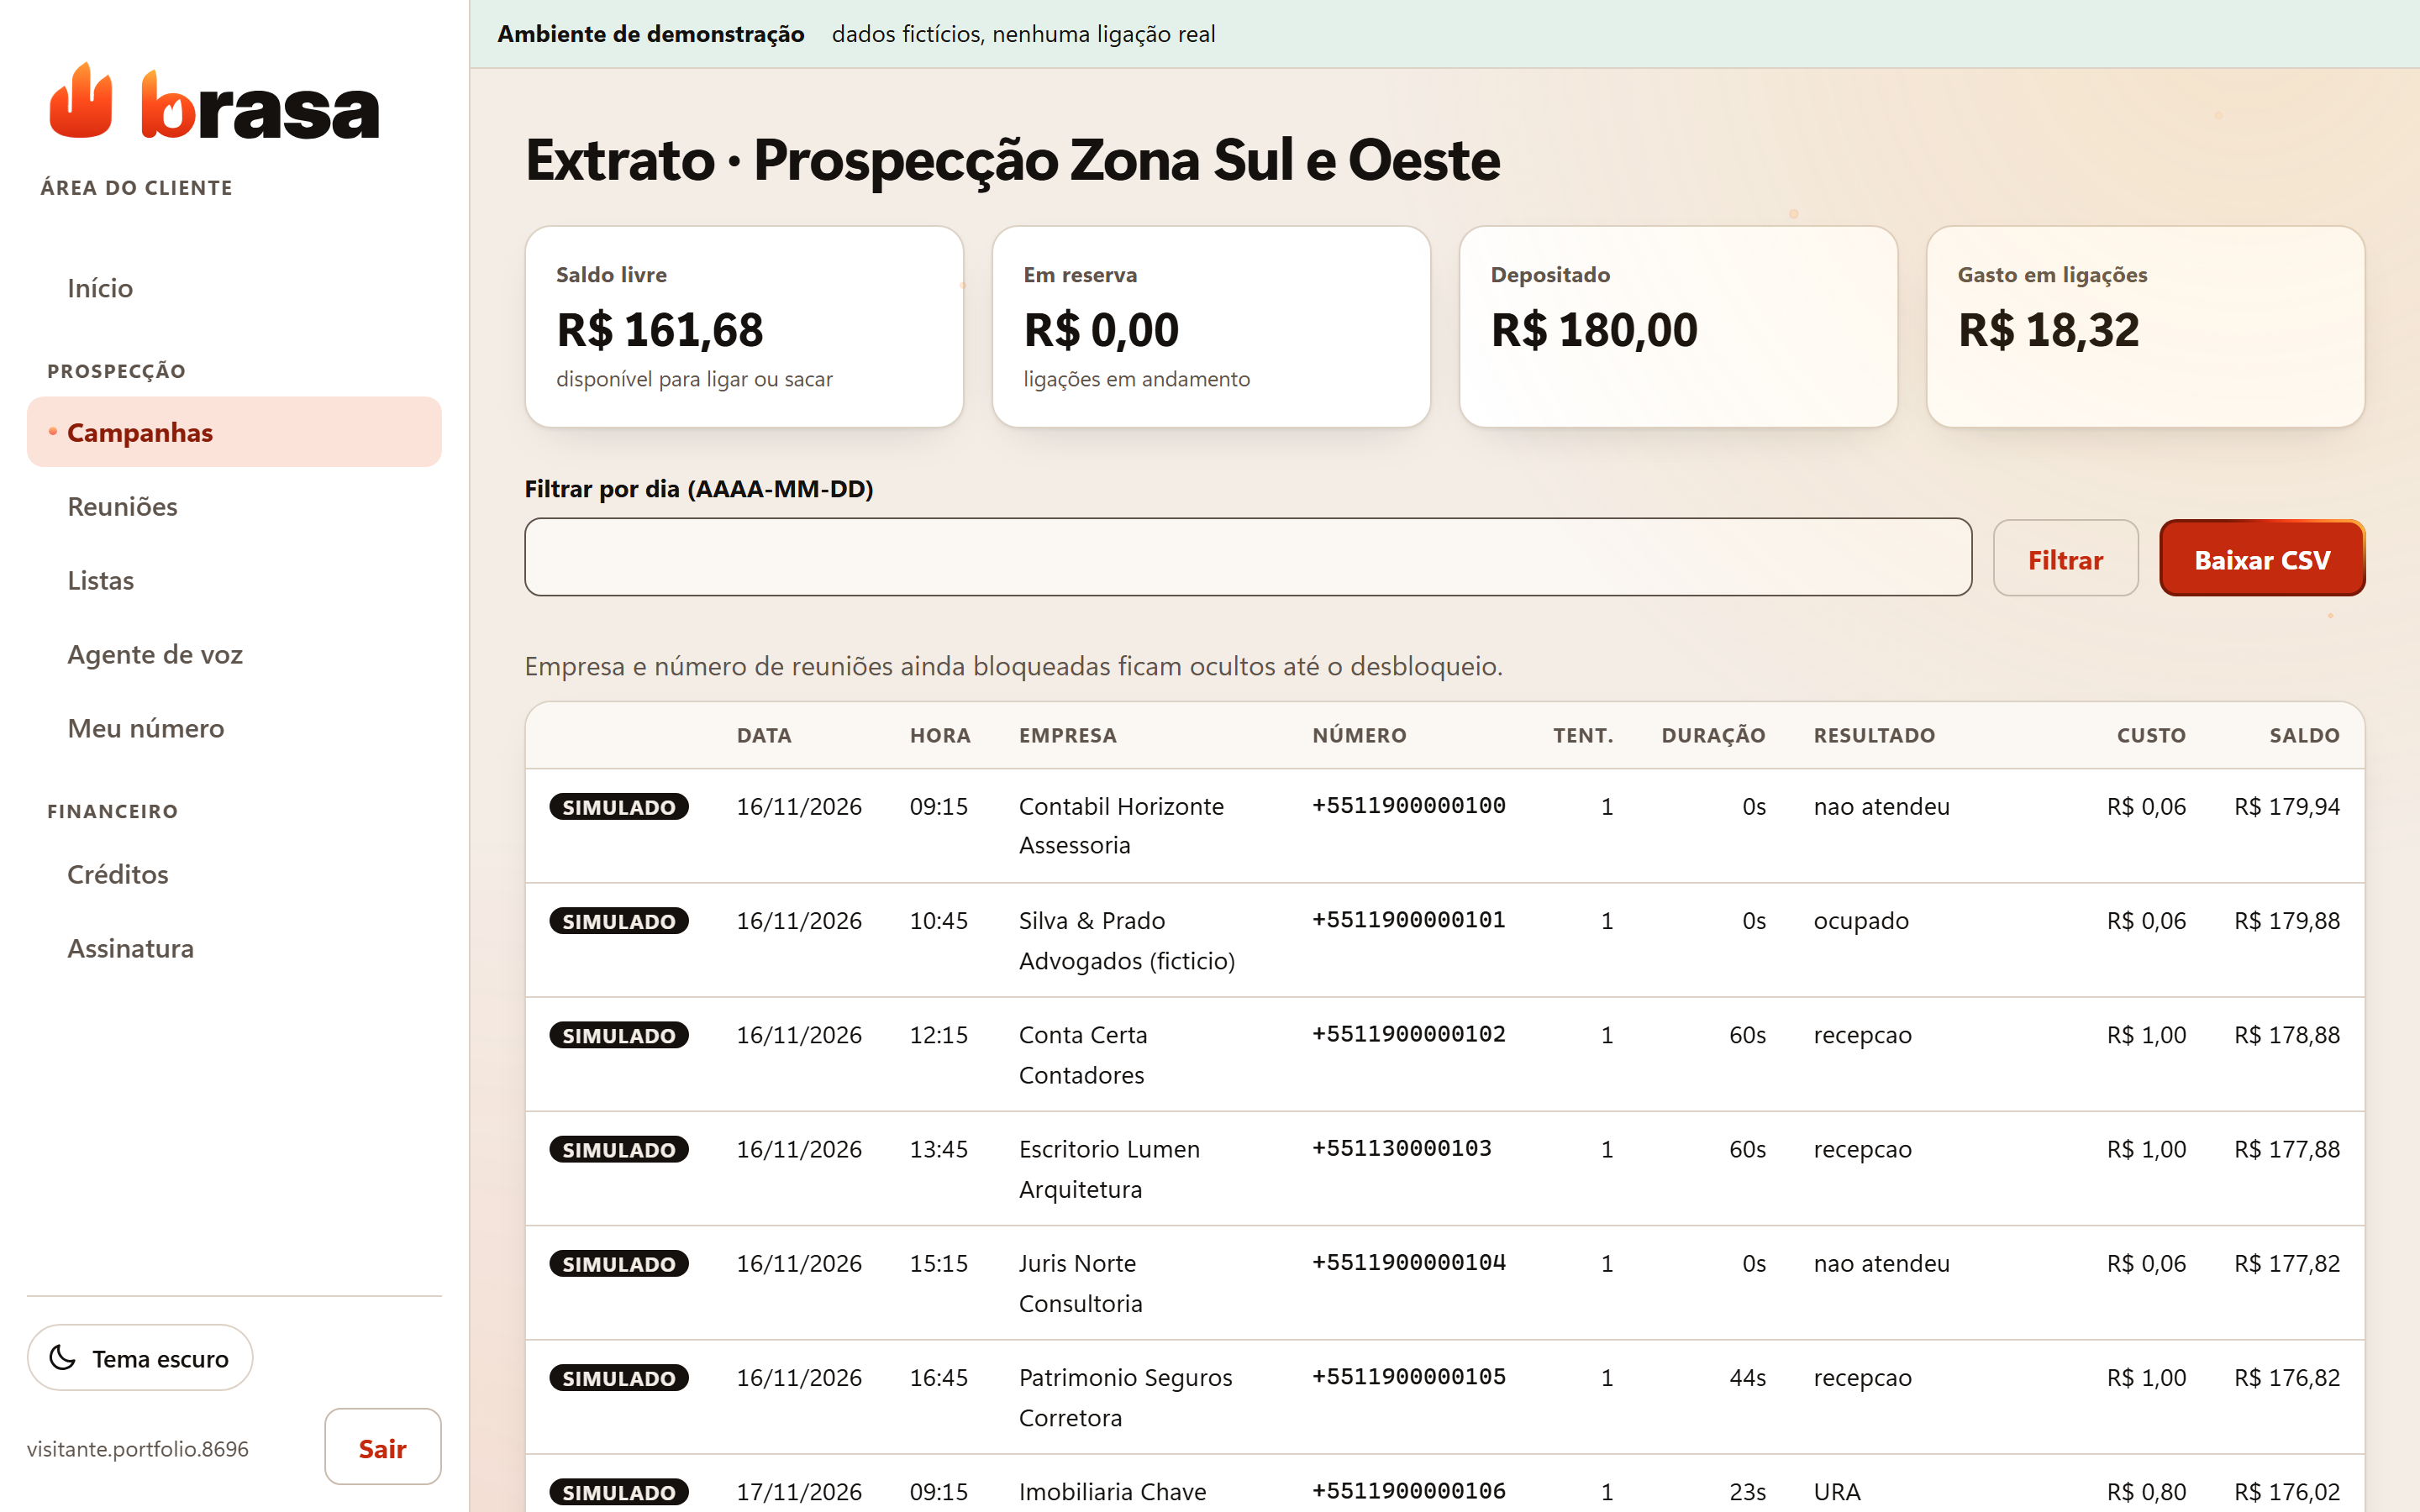 Ambiente de demonstração dados fictícios, nenhuma ligação real
brasa
ÁREA DO CLIENTE
Início
PROSPECÇÃO
Campanhas
Reuniões
Listas
Agente de voz
Meu número
FINANCEIRO
Créditos
Assinatura
Tema escuro
visitante.portfolio.8696
Sair
Extrato · Prospecção Zona Sul e Oeste
Saldo livre
R$ 161,68
disponível para ligar ou sacar
Em reserva
R$ 0,00
ligações em andamento
Depositado
R$ 180,00
Gasto em ligações
R$ 18,32
Filtrar por dia (AAAA-MM-DD)
Filtrar
Baixar CSV
Empresa e número de reuniões ainda bloqueadas ficam ocultos até o desbloqueio.
DATA HORA EMPRESA NÚMERO TENT. DURAÇÃO RESULTADO CUSTO SALDO
SIMULADO 16/11/2026 09:15 Contabil Horizonte Assessoria +5511900000100 1 0s nao atendeu R$ 0,06 R$ 179,94
SIMULADO 16/11/2026 10:45 Silva & Prado Advogados (ficticio) +5511900000101 1 0s ocupado R$ 0,06 R$ 179,88
SIMULADO 16/11/2026 12:15 Conta Certa Contadores +5511900000102 1 60s recepcao R$ 1,00 R$ 178,88
SIMULADO 16/11/2026 13:45 Escritorio Lumen Arquitetura +551130000103 1 60s recepcao R$ 1,00 R$ 177,88
SIMULADO 16/11/2026 15:15 Juris Norte Consultoria +5511900000104 1 0s nao atendeu R$ 0,06 R$ 177,82
SIMULADO 16/11/2026 16:45 Patrimonio Seguros Corretora +5511900000105 1 44s recepcao R$ 1,00 R$ 176,82
SIMULADO 17/11/2026 09:15 Imobiliaria Chave +5511900000106 1 23s URA R$ 0,80 R$ 176,02